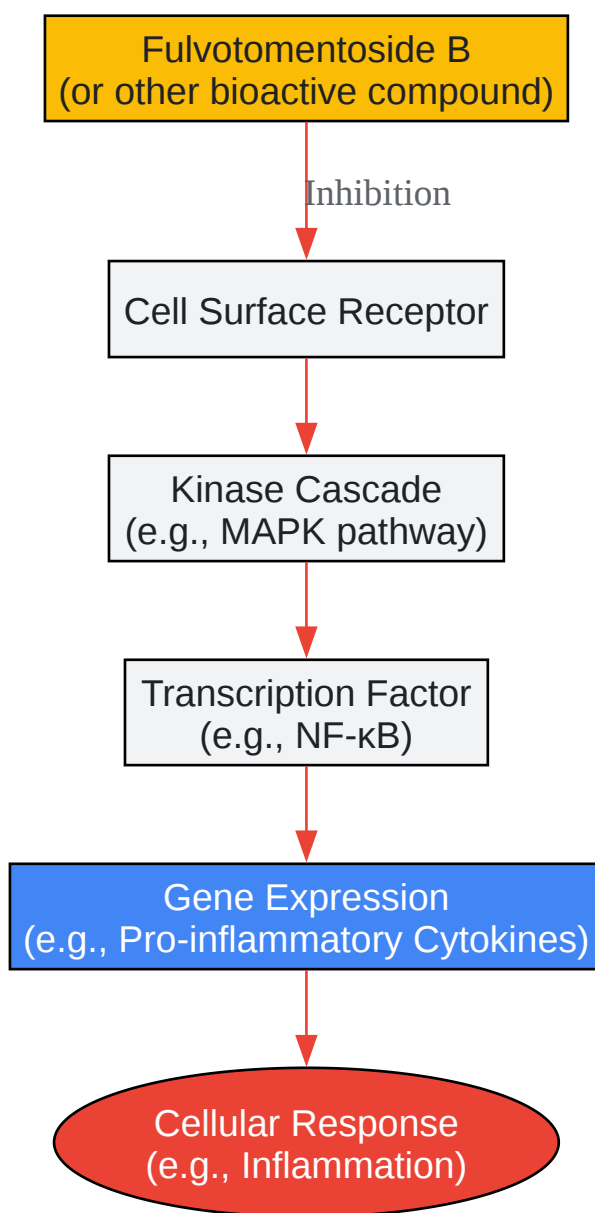 Fulvotomentoside B
(or other bioactive compound)
Inhibition
Cell Surface Receptor
Kinase Cascade
(e.g., MAPK pathway)
Transcription Factor
(e.g., NF-κB)
Gene Expression
(e.g., Pro-inflammatory Cytokines)
Cellular Response
(e.g., Inflammation)